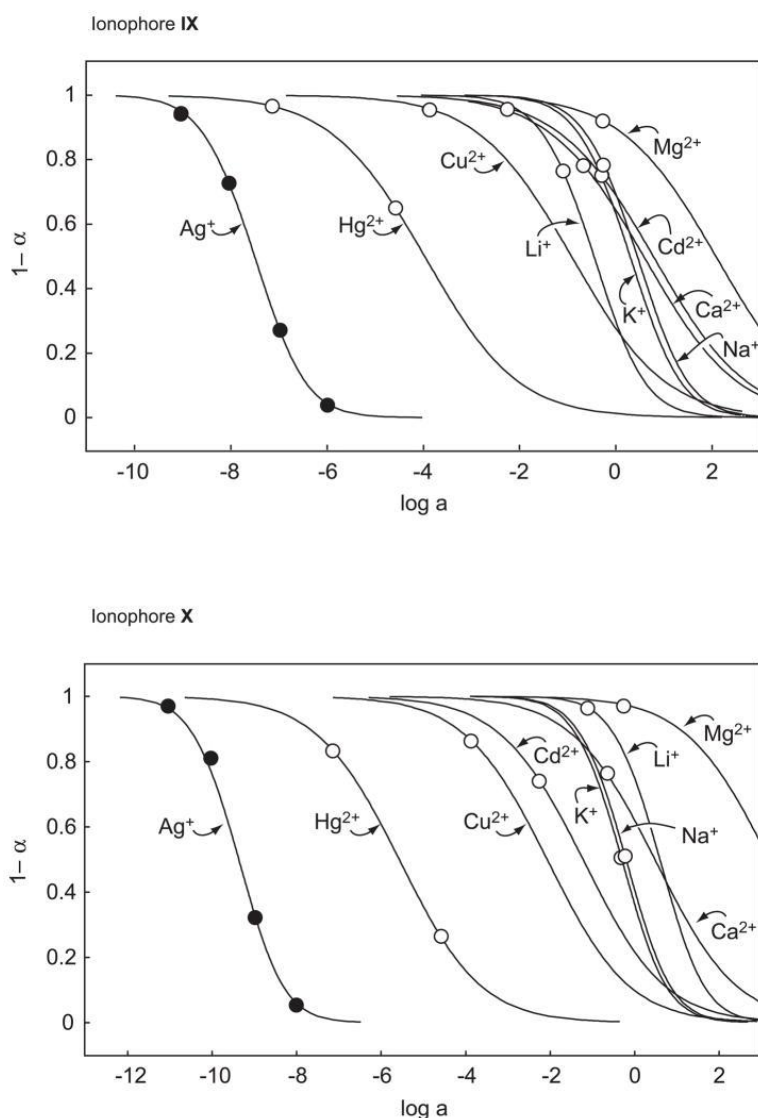 Ionophore IX
1
0.8
0.6
0.4
0.2
0
1– α
Ag⁺
Hg²⁺
Cu²⁺
Li⁺
K⁺
Mg²⁺
Cd²⁺
Ca²⁺
Na⁺
-10 -8 -6 -4 -2 0 2
log a
Ionophore X
1
0.8
0.6
0.4
0.2
0
1– α
Ag⁺
Hg²⁺
Cu²⁺
Cd²⁺
K⁺
Mg²⁺
Li⁺
Na⁺
Ca²⁺
-12 -10 -8 -6 -4 -2 0 2
log a